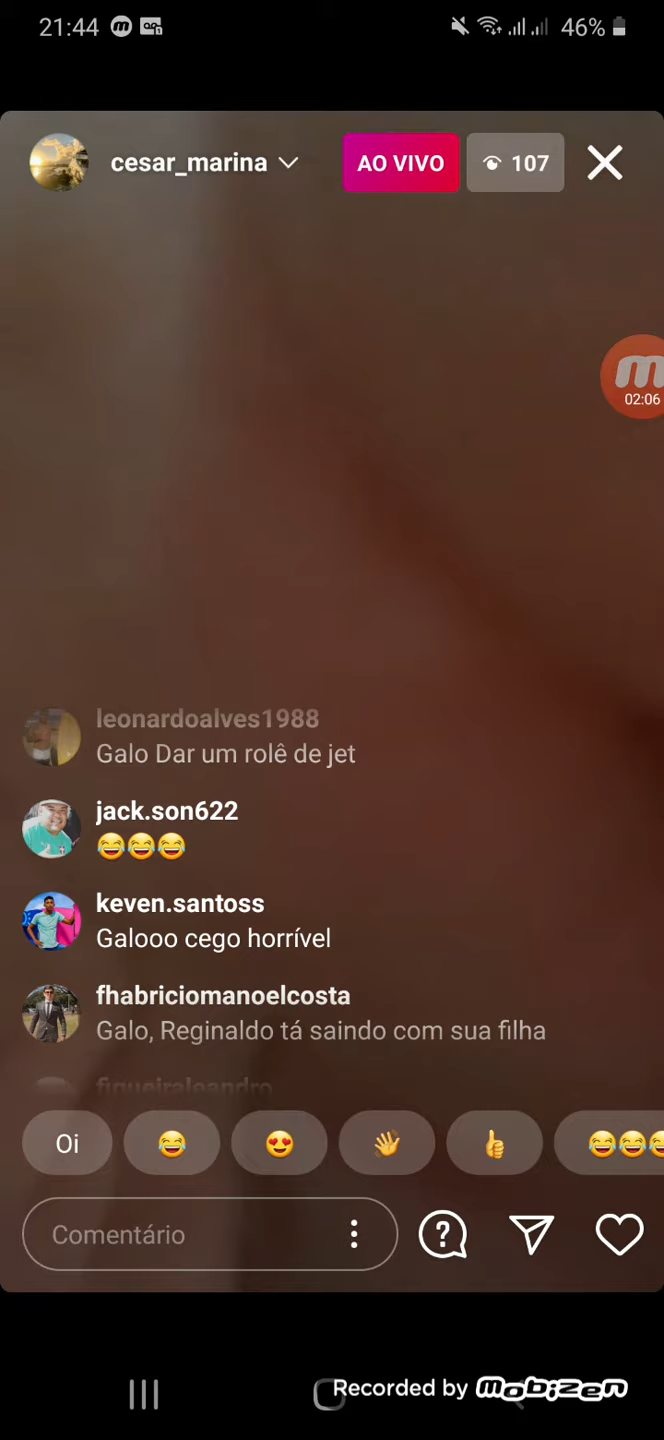 21:44
46%
cesar_marina
AO VIVO
107
02:06
leonardoalves1988
Galo Dar um rolê de jet
jack.son622
😂😂😂
keven.santoss
Galooo cego horrível
fhabriciomanoelcosta
Galo, Reginaldo tá saindo com sua filha
figueiraleandro
Oi
Comentário
Recorded by mobizen